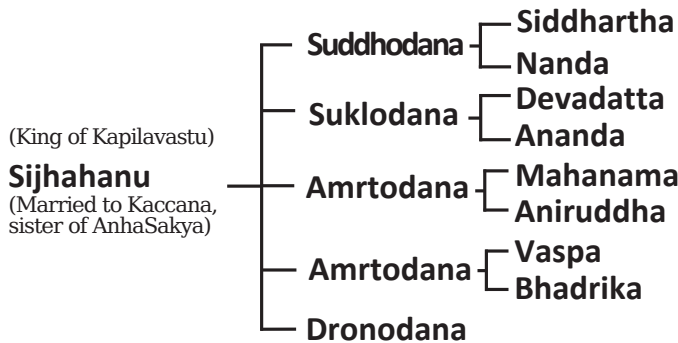 Siddhartha
Suddhodana
Nanda
Devadatta
Suklodana
Ananda
(King of Kapilavastu)
Sijhahanu
(Married to Kaccana,
sister of AnhaSakya)
Mahanama
Amrtodana
Aniruddha
Vaspa
Amrtodana
Bhadrika
Dronodana